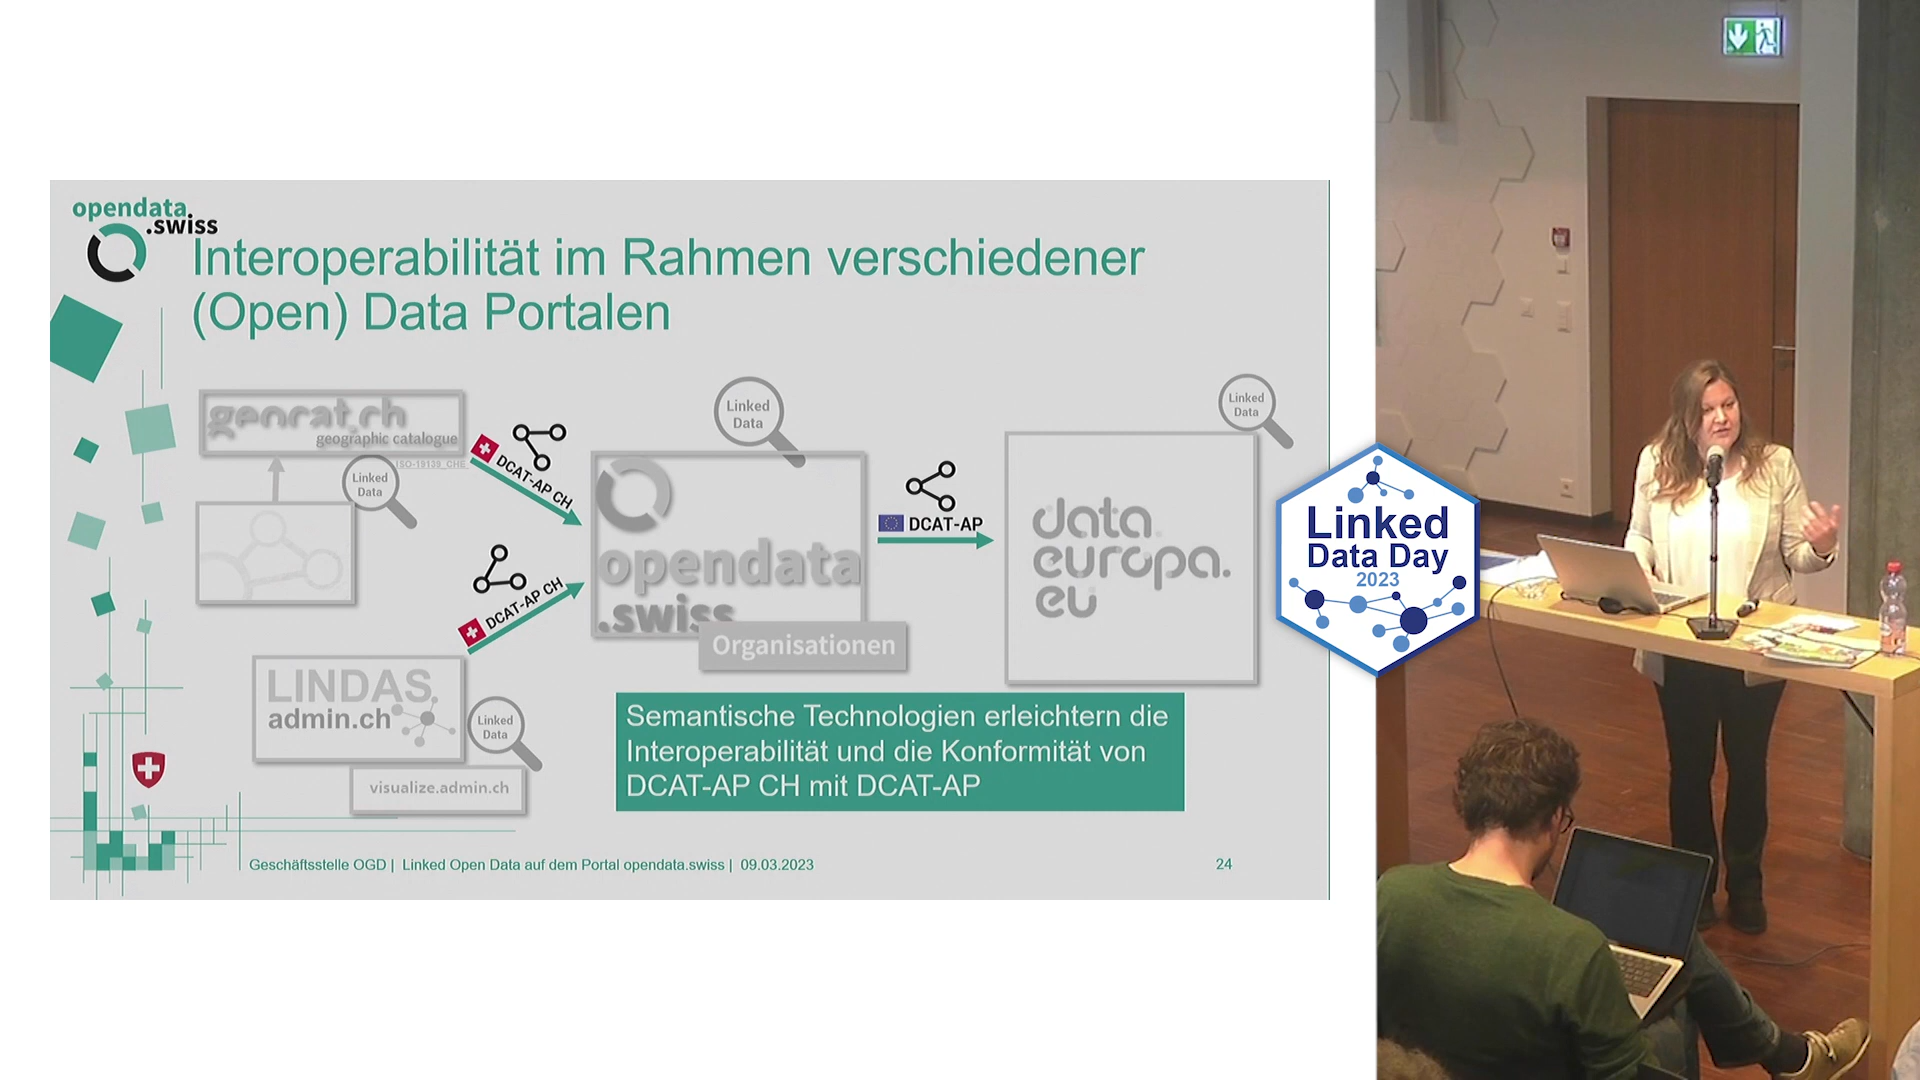 opendata
.swiss
Interoperabilität im Rahmen verschiedener
(Open) Data Portalen
geocat.ch
geographic catalogue
ISO-19139_CHE
Linked
Data
DCAT-AP CH
Linked
Data
opendata
.swiss
Organisationen
DCAT-AP
Linked
Data
data.
europa.
eu
DCAT-AP CH
LINDAS
admin.ch
Linked
Data
visualize.admin.ch
Semantische Technologien erleichtern die
Interoperabilität und die Konformität von
DCAT-AP CH mit DCAT-AP
Geschäftsstelle OGD | Linked Open Data auf dem Portal opendata.swiss | 09.03.2023
24
Linked
Data Day
2023